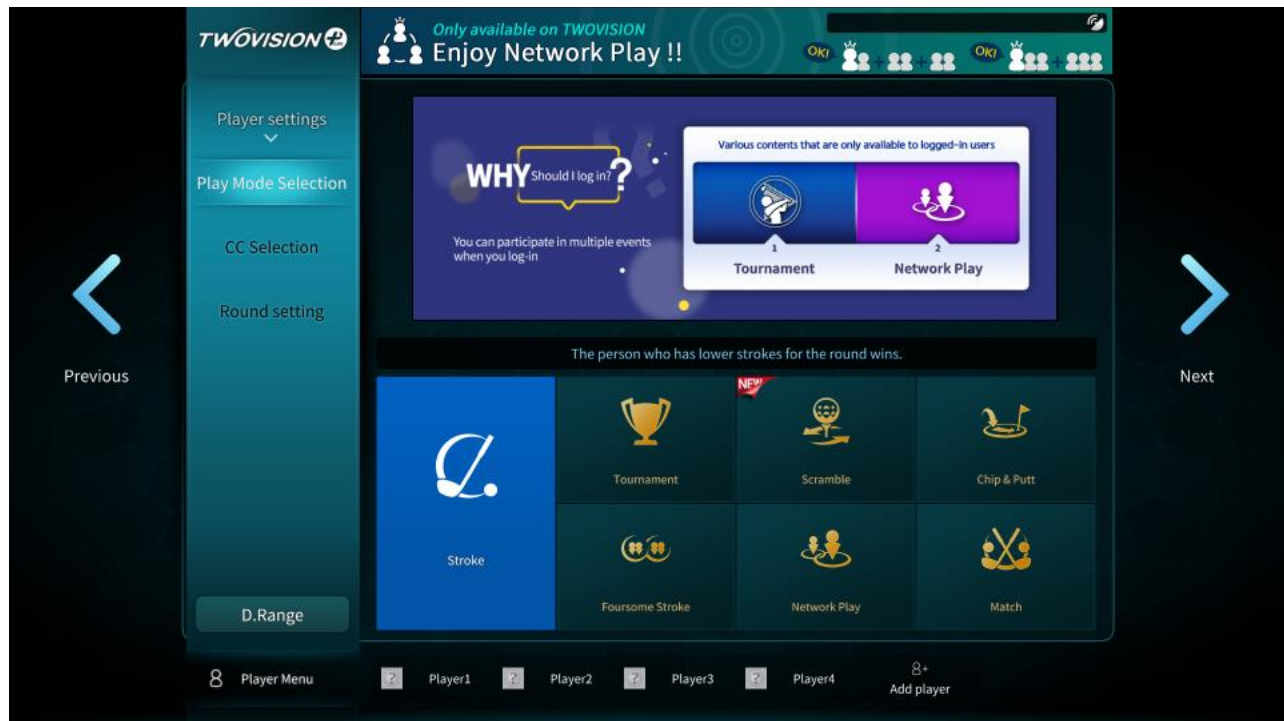 TWOVISION
Only available on TWOVISION
Enjoy Network Play !!
OK!
+
+
OK!
+
Player settings
Play Mode Selection
CC Selection
Round setting
D.Range
Previous
WHY Should I log in? ?
You can participate in multiple events
when you log-in
Various contents that are only available to logged-in users
1
Tournament
2
Network Play
Next
The person who has lower strokes for the round wins.
Stroke
Tournament
NEW
Scramble
Chip & Putt
Foursome Stroke
Network Play
Match
Player Menu
? Player1
? Player2
? Player3
? Player4
Add player